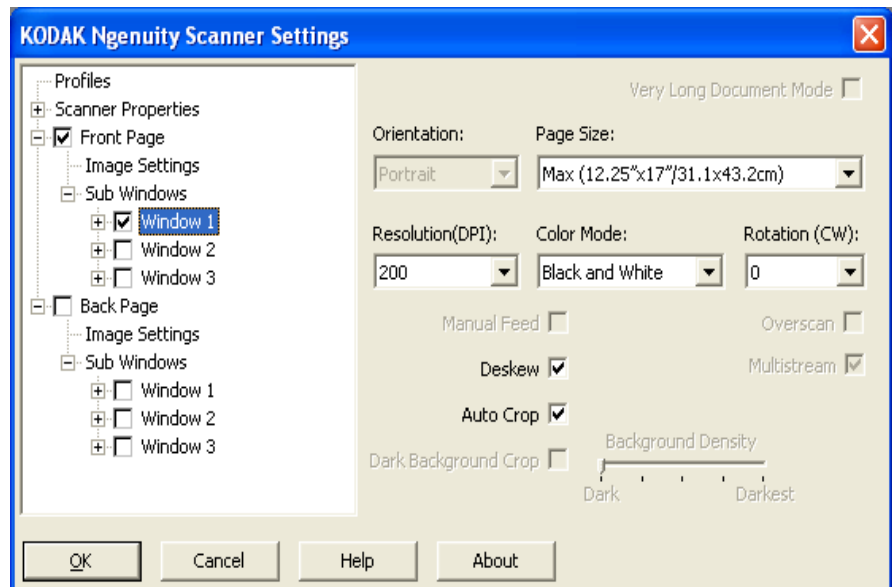 KODAK Ngenuity Scanner Settings
Profiles
Scanner Properties
Front Page
Image Settings
Sub Windows
Window 1
Window 2
Window 3
Back Page
Image Settings
Sub Windows
Window 1
Window 2
Window 3
Very Long Document Mode
Orientation:
Page Size:
Portrait
Max (12.25"x17"/31.1x43.2cm)
Resolution(DPI):
Color Mode:
Rotation (CW):
200
Black and White
0
Manual Feed
Overscan
Deskew
Multistream
Auto Crop
Dark Background Crop
Background Density
Dark
Darkest
OK
Cancel
Help
About